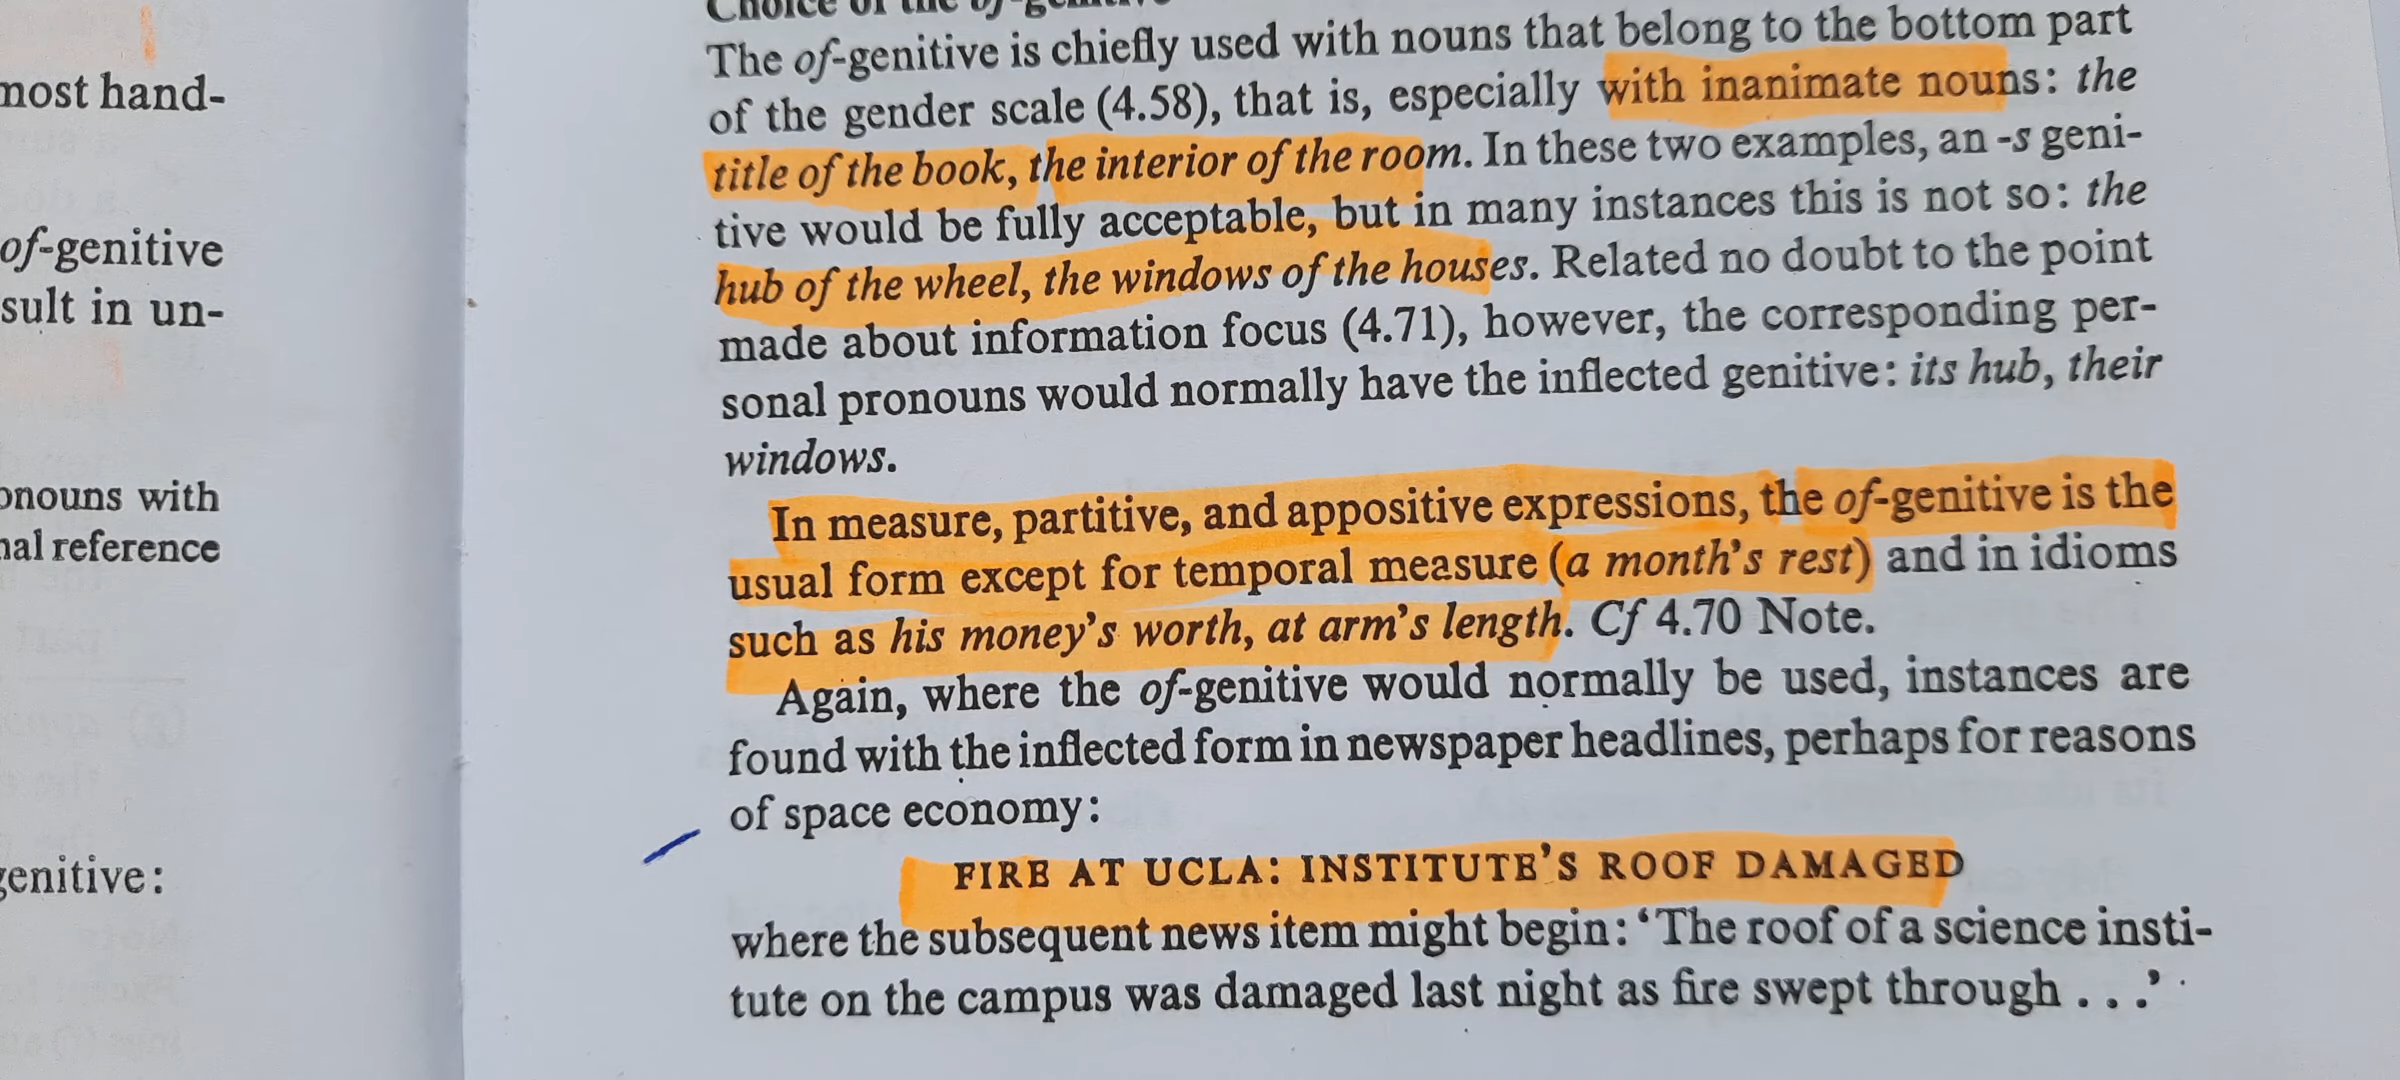 most hand-
of-genitive
sult in un-
with
reference
genitive:
Choice of the of-genitive
The of-genitive is chiefly used with nouns that belong to the bottom part
of the gender scale (4.58), that is, especially with inanimate nouns: the
title of the book, the interior of the room. In these two examples, an -s geni-
tive would be fully acceptable, but in many instances this is not so: the
hub of the wheel, the windows of the houses. Related no doubt to the point
made about information focus (4.71), however, the corresponding per-
sonal pronouns would normally have the inflected genitive: its hub, their
windows.
In measure, partitive, and appositive expressions, the of-genitive is the
usual form except for temporal measure (a month's rest) and in idioms
such as his money's worth, at arm's length. Cf 4.70 Note.
Again, where the of-genitive would normally be used, instances are
found with the inflected form in newspaper headlines, perhaps for reasons
of space economy:
FIRE AT UCLA: INSTITUTE'S ROOF DAMAGED
where the subsequent news item might begin: ‘The roof of a science insti-
tute on the campus was damaged last night as fire swept through . . .’